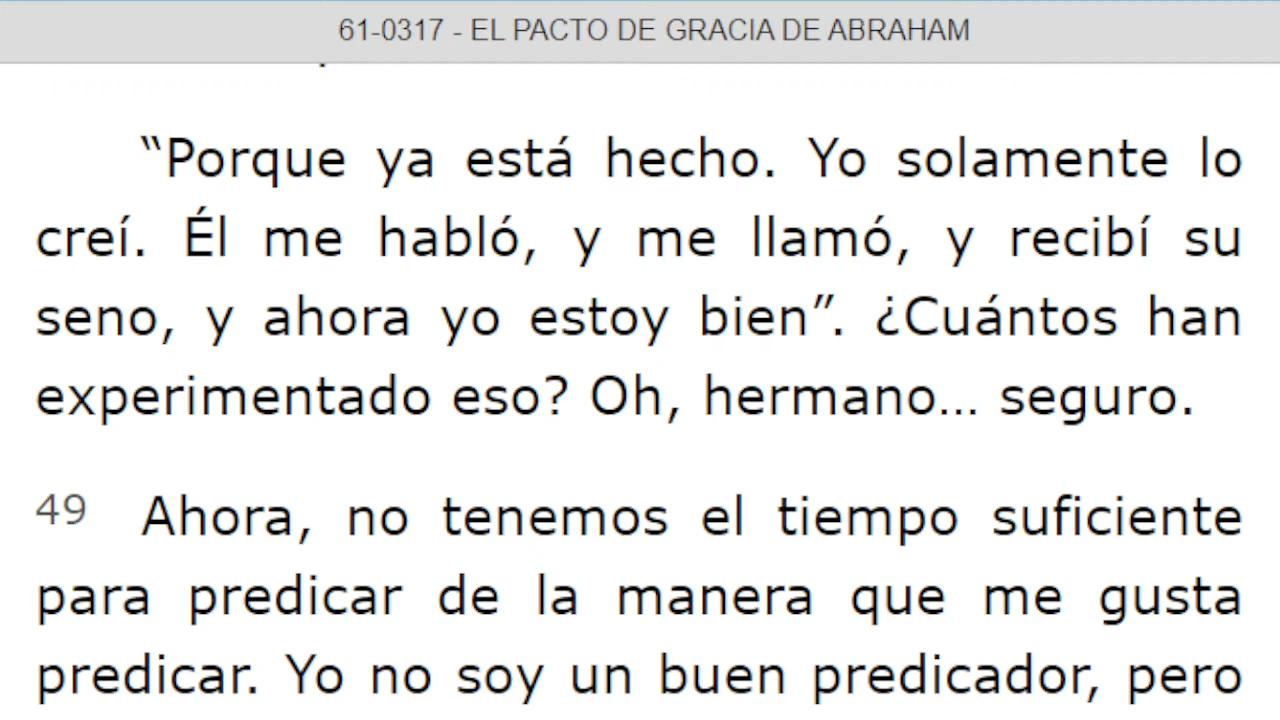 61-0317 - EL PACTO DE GRACIA DE ABRAHAM
“Porque ya está hecho. Yo solamente lo
creí. Él me habló, y me llamó, y recibí su
seno, y ahora yo estoy bien”. ¿Cuántos han
experimentado eso? Oh, hermano... seguro.
49 Ahora, no tenemos el tiempo suficiente
para predicar de la manera que me gusta
predicar. Yo no soy un buen predicador, pero